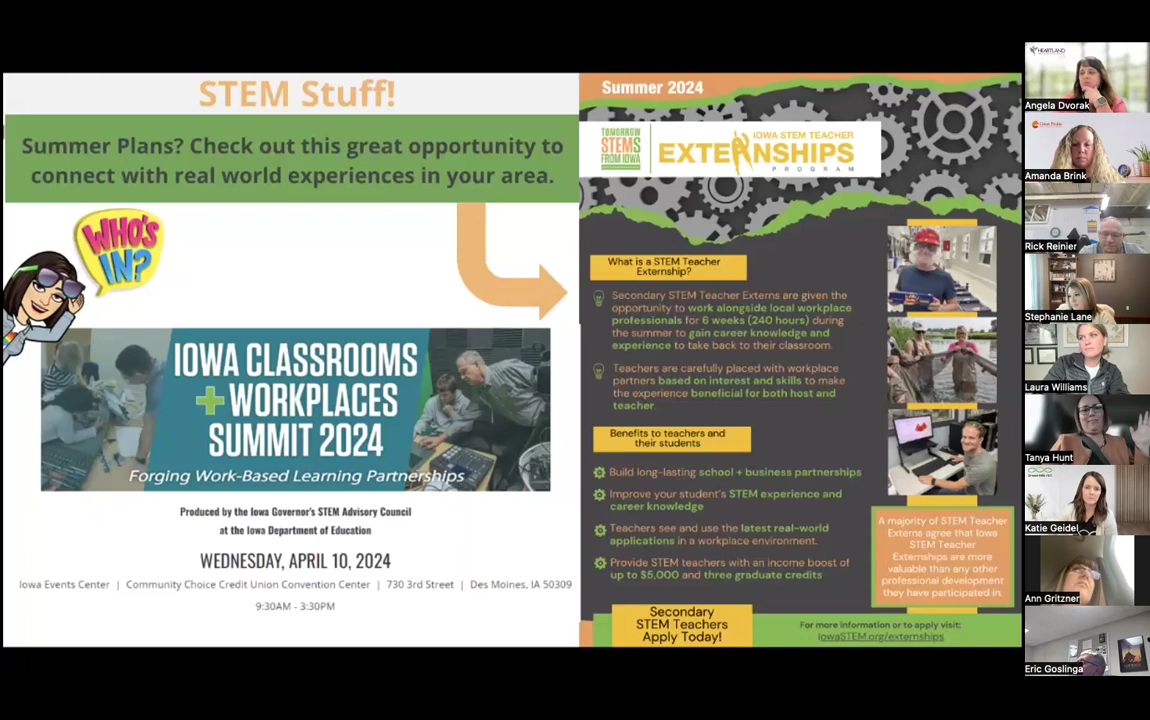 STEM Stuff!
Summer Plans? Check out this great opportunity to
connect with real world experiences in your area.
WHO'S
IN?
IOWA CLASSROOMS
+WORKPLACES
SUMMIT 2024
Forging Work-Based Learning Partnerships
Produced by the Iowa Governor's STEM Advisory Council
at the Iowa Department of Education
WEDNESDAY, APRIL 10, 2024
Iowa Events Center | Community Choice Credit Union Convention Center | 730 3rd Street | Des Moines, IA 50309
9:30AM - 3:30PM
Summer 2024
TOMORROW
STEMS
FROM IOWA
IOWA STEM TEACHER
EXTERNSHIPS
PROGRAM
What is a STEM Teacher
Externship?
Secondary STEM Teacher Externs are given the
opportunity to work alongside local workplace
professionals for 6 weeks (240 hours) during
the summer to gain career knowledge and
experience to take back to their classroom.
Teachers are carefully placed with workplace
partners based on interest and skills to make
the experience beneficial for both host and
teacher.
Benefits to teachers and
their students
Build long-lasting school + business partnerships
Improve your student's STEM experience and
career knowledge
Teachers see and use the latest real-world
applications in a workplace environment.
Provide STEM teachers with an income boost of
up to $5,000 and three graduate credits
A majority of STEM Teacher
Externs agree that Iowa
STEM Teacher
Externships are more
valuable than any other
professional development
they have participated in.
Secondary
STEM Teachers
Apply Today!
For more information or to apply visit:
IowaSTEM.org/externships
HEARTLAND
Angela Dvorak
Amanda Brink
Rick Reinier
Stephanie Lane
Laura Williams
Tanya Hunt
Katie Geidel
Ann Gritzner
Eric Goslinga